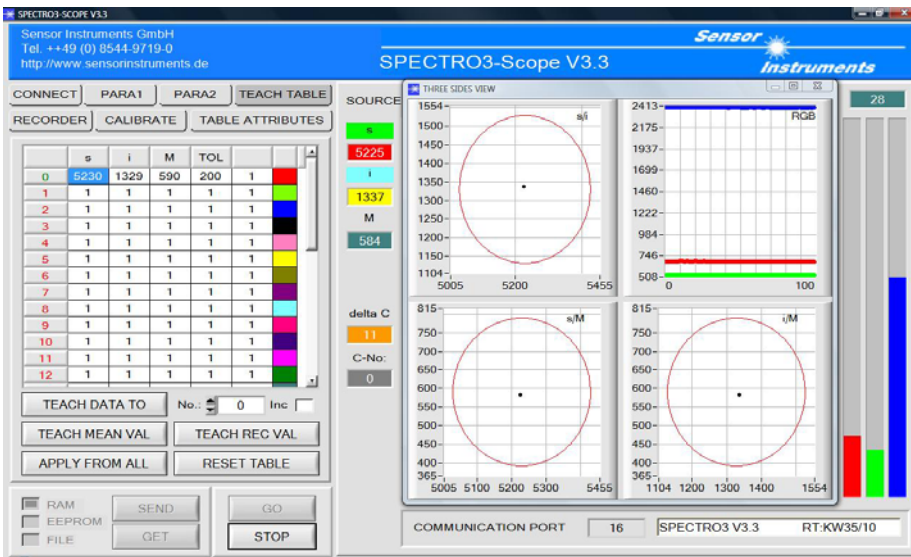 SPECTRO3-SCOPE V3.3
Sensor Instruments GmbH
Tel. ++49 (0) 8544-9719-0
http://www.sensorinstruments.de
SPECTRO3-Scope V3.3
Sensor
Instruments
CONNECT PARA1 PARA2 TEACH TABLE
RECORDER CALIBRATE TABLE ATTRIBUTES
s i M TOL
0 5230 1329 590 200 1
1 1 1 1 1 1
2 1 1 1 1 1
3 1 1 1 1 1
4 1 1 1 1 1
5 1 1 1 1 1
6 1 1 1 1 1
7 1 1 1 1 1
8 1 1 1 1 1
9 1 1 1 1 1
10 1 1 1 1 1
11 1 1 1 1 1
12 1 1 1 1 1
TEACH DATA TO No.: 0 Inc
TEACH MEAN VAL TEACH REC VAL
APPLY FROM ALL RESET TABLE
RAM
EEPROM
FILE
SEND
GET
GO
STOP
SOURCE
s
5225
i
1337
M
584
delta C
11
C-No:
0
THREE SIDES VIEW
s/i
1554
1500
1450
1400
1350
1300
1250
1200
1150
1104
5005 5200 5455
RGB
2413
2175
1937
1699
1460
1222
984
746
508
0 100
s/M
815
750
700
650
600
550
500
450
400
365
5005 5100 5200 5300 5455
i/M
815
750
700
650
600
550
500
450
400
365
1104 1200 1300 1400 1554
28
COMMUNICATION PORT 16 SPECTRO3 V3.3 RT:KW35/10